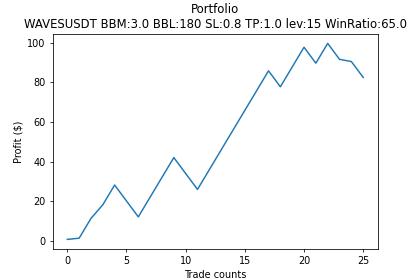 Portfolio
WAVESUSDT BBM:3.0 BBL:180 SL:0.8 TP:1.0 lev:15 WinRatio:65.0
100
80
60
40
20
0
Profit ($)
0 5 10 15 20 25
Trade counts